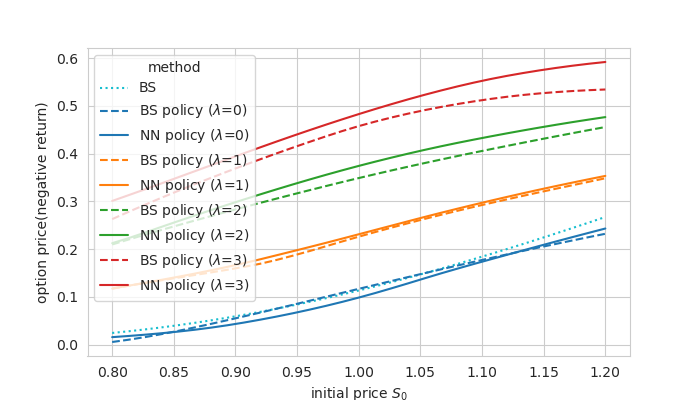 0.6
0.5
0.4
0.3
0.2
0.1
0.0
option price(negative return)
method
BS
BS policy (λ=0)
NN policy (λ=0)
BS policy (λ=1)
NN policy (λ=1)
BS policy (λ=2)
NN policy (λ=2)
BS policy (λ=3)
NN policy (λ=3)
0.80 0.85 0.90 0.95 1.00 1.05 1.10 1.15 1.20
initial price S₀